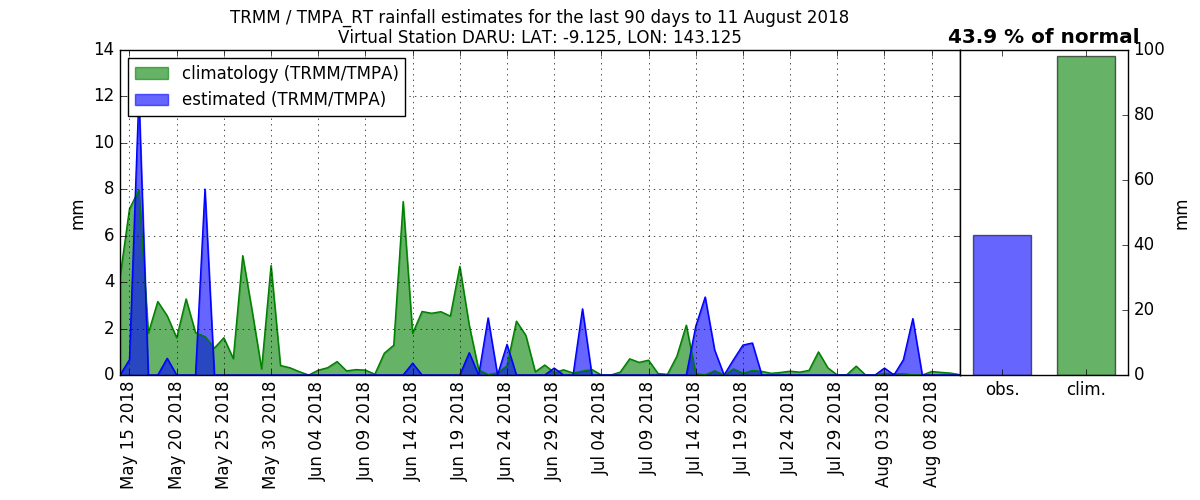 TRMM / TMPA_RT rainfall estimates for the last 90 days to 11 August 2018
Virtual Station DARU: LAT: -9.125, LON: 143.125
43.9 % of normal
climatology (TRMM/TMPA)
estimated (TRMM/TMPA)
14
12
10
8
6
4
2
0
mm
May 15 2018
May 20 2018
May 25 2018
May 30 2018
Jun 04 2018
Jun 09 2018
Jun 14 2018
Jun 19 2018
Jun 24 2018
Jun 29 2018
Jul 04 2018
Jul 09 2018
Jul 14 2018
Jul 19 2018
Jul 24 2018
Jul 29 2018
Aug 03 2018
Aug 08 2018
obs.
clim.
100
80
60
40
20
0
mm